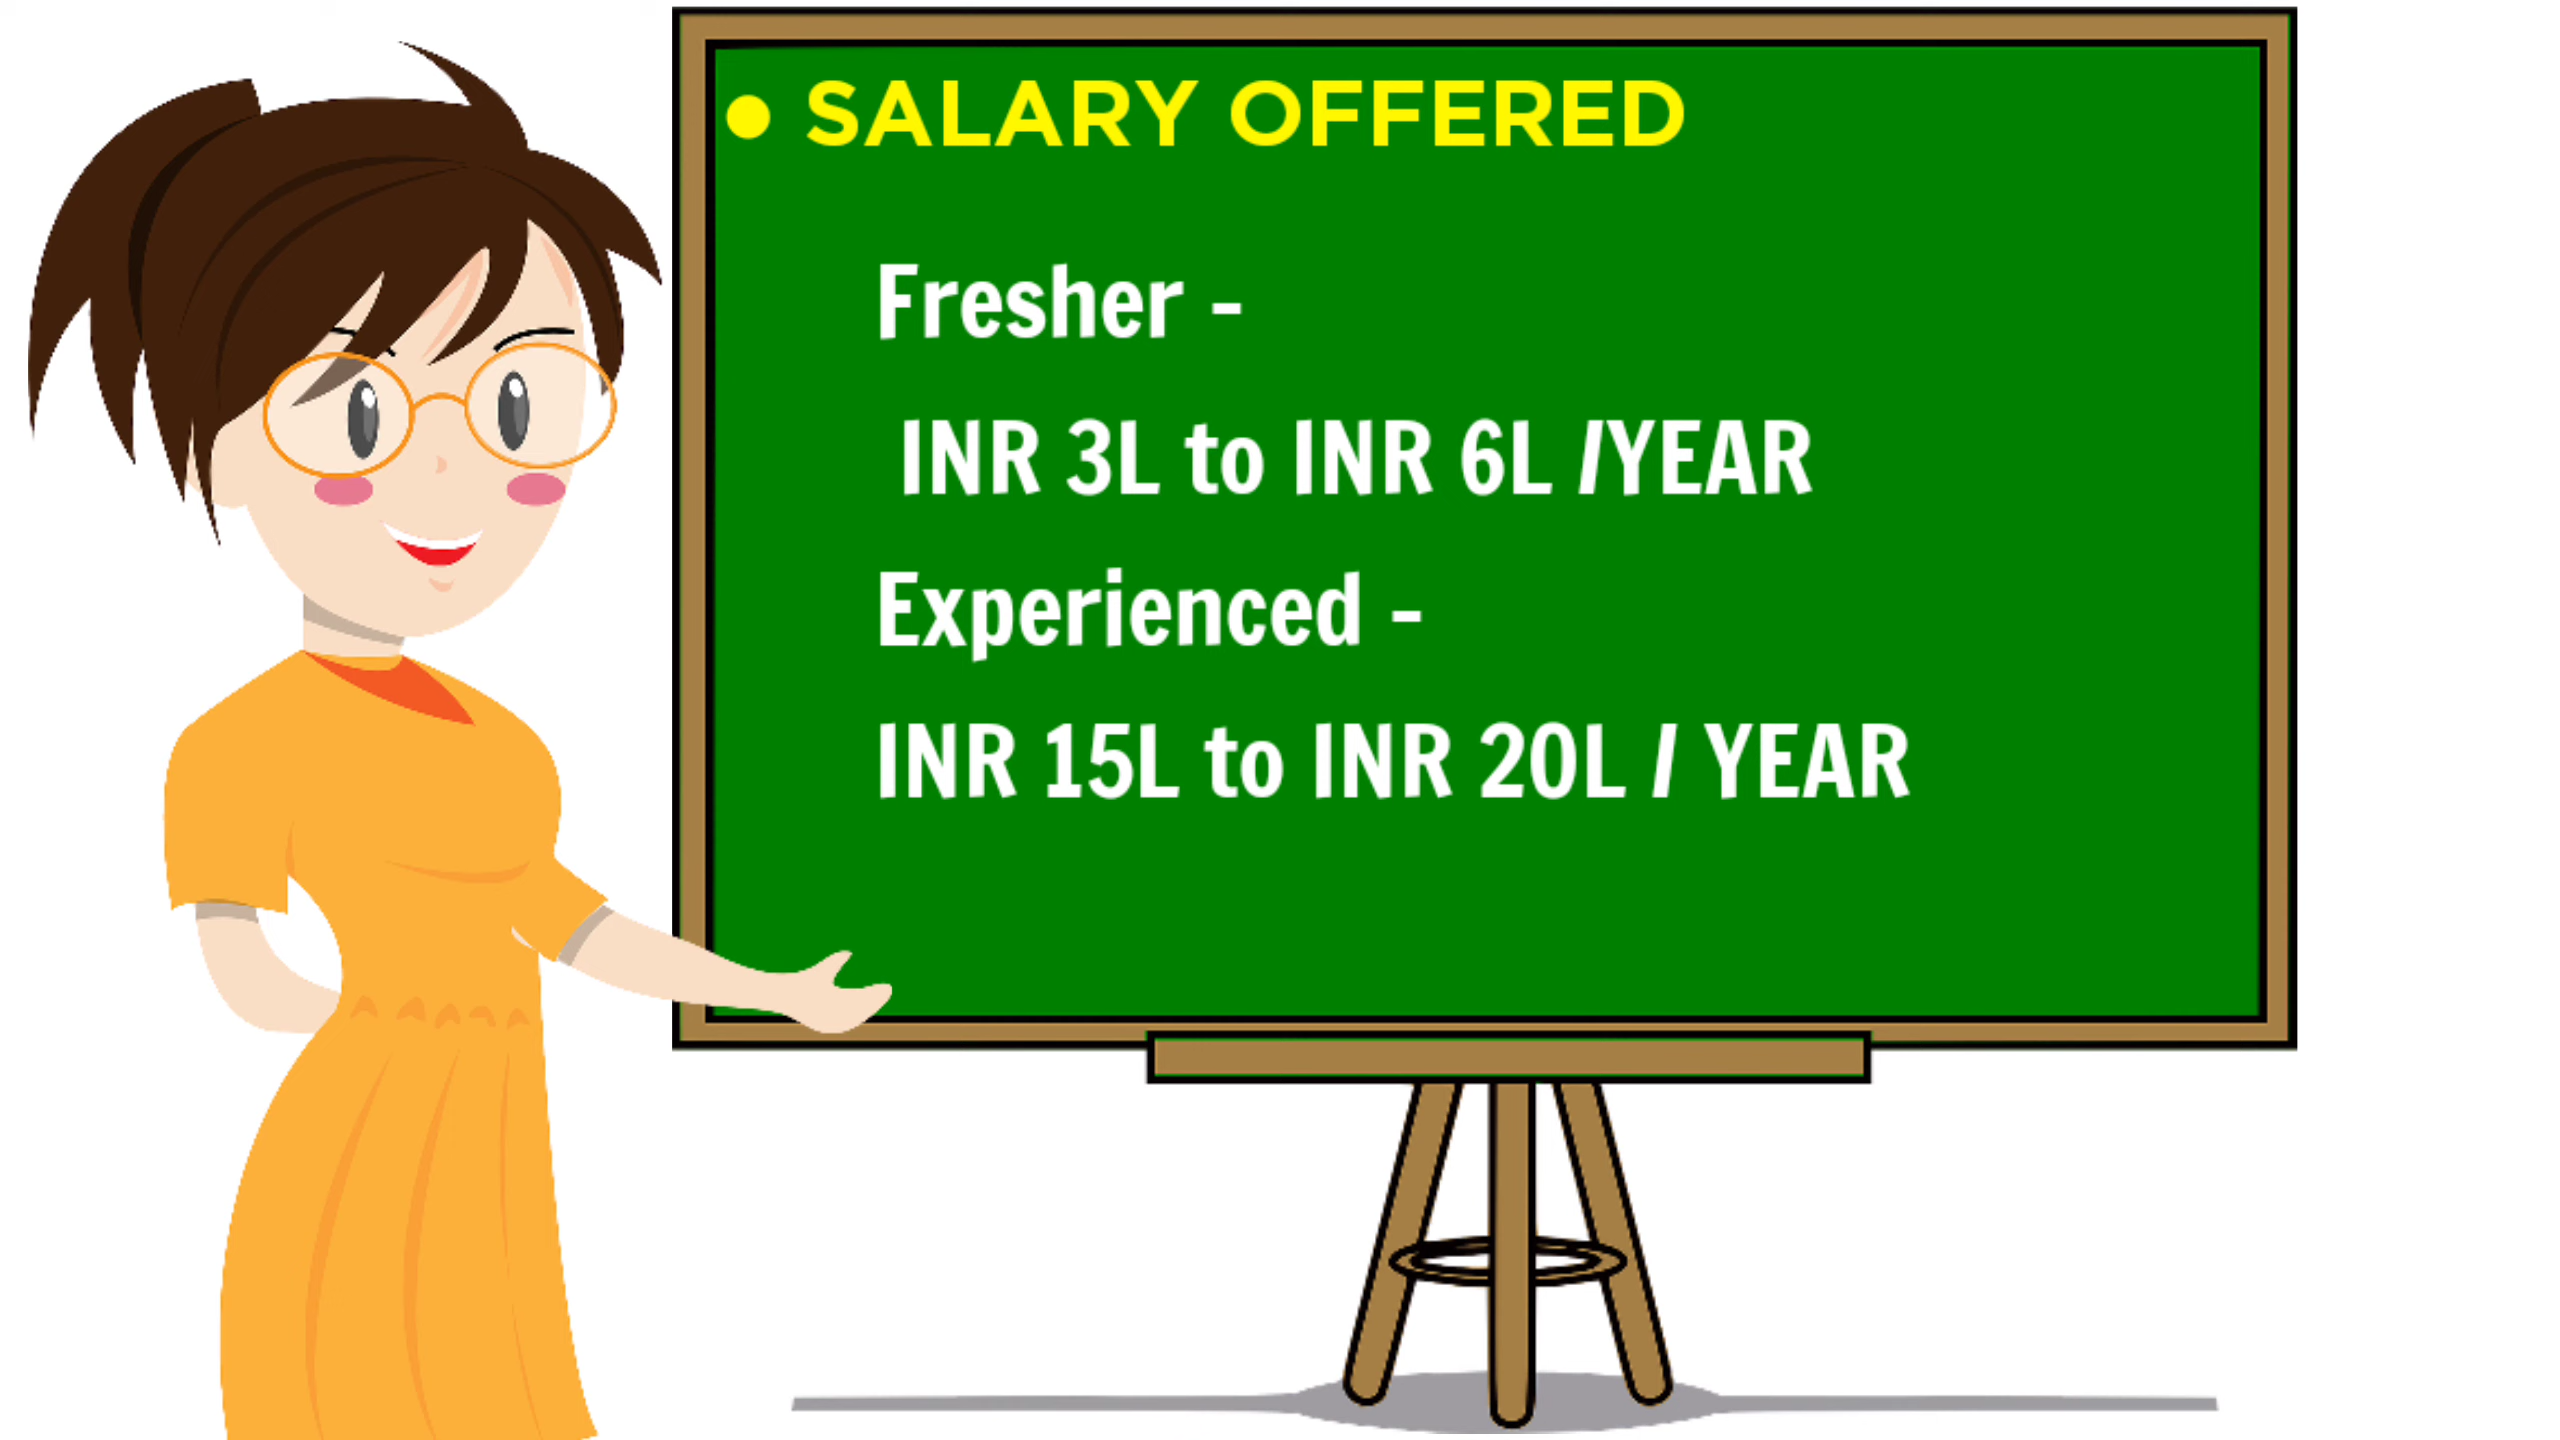 • SALARY OFFERED
Fresher -
INR 3L to INR 6L /YEAR
Experienced -
INR 15L to INR 20L / YEAR